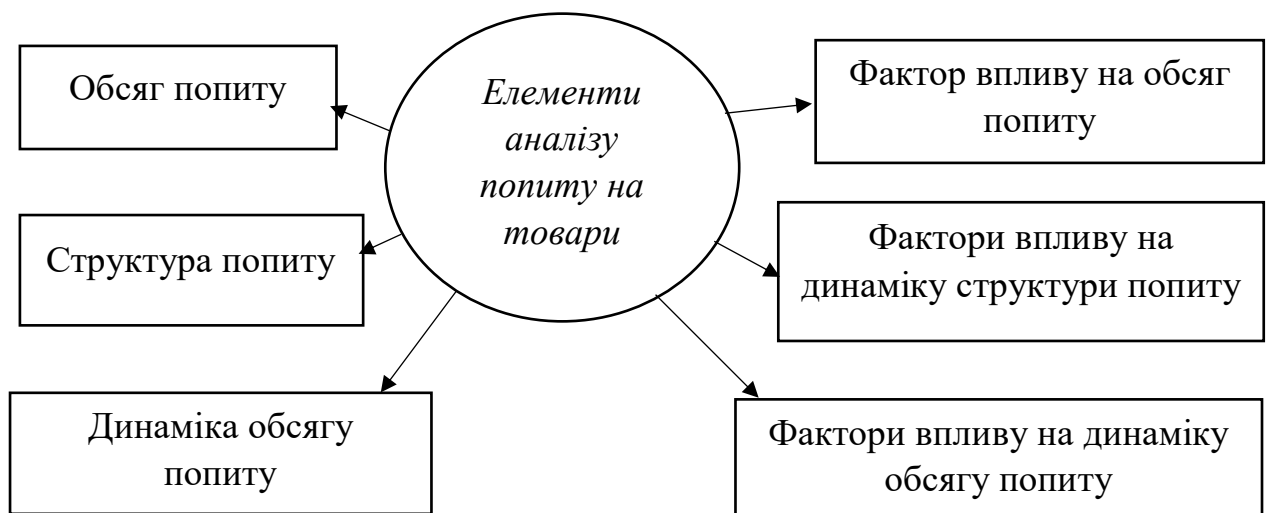 Елементи
аналізу
попиту на
товари
Обсяг попиту
Структура попиту
Динаміка обсягу
попиту
Фактор впливу на обсяг
попиту
Фактори впливу на
динаміку структури попиту
Фактори впливу на динаміку
обсягу попиту